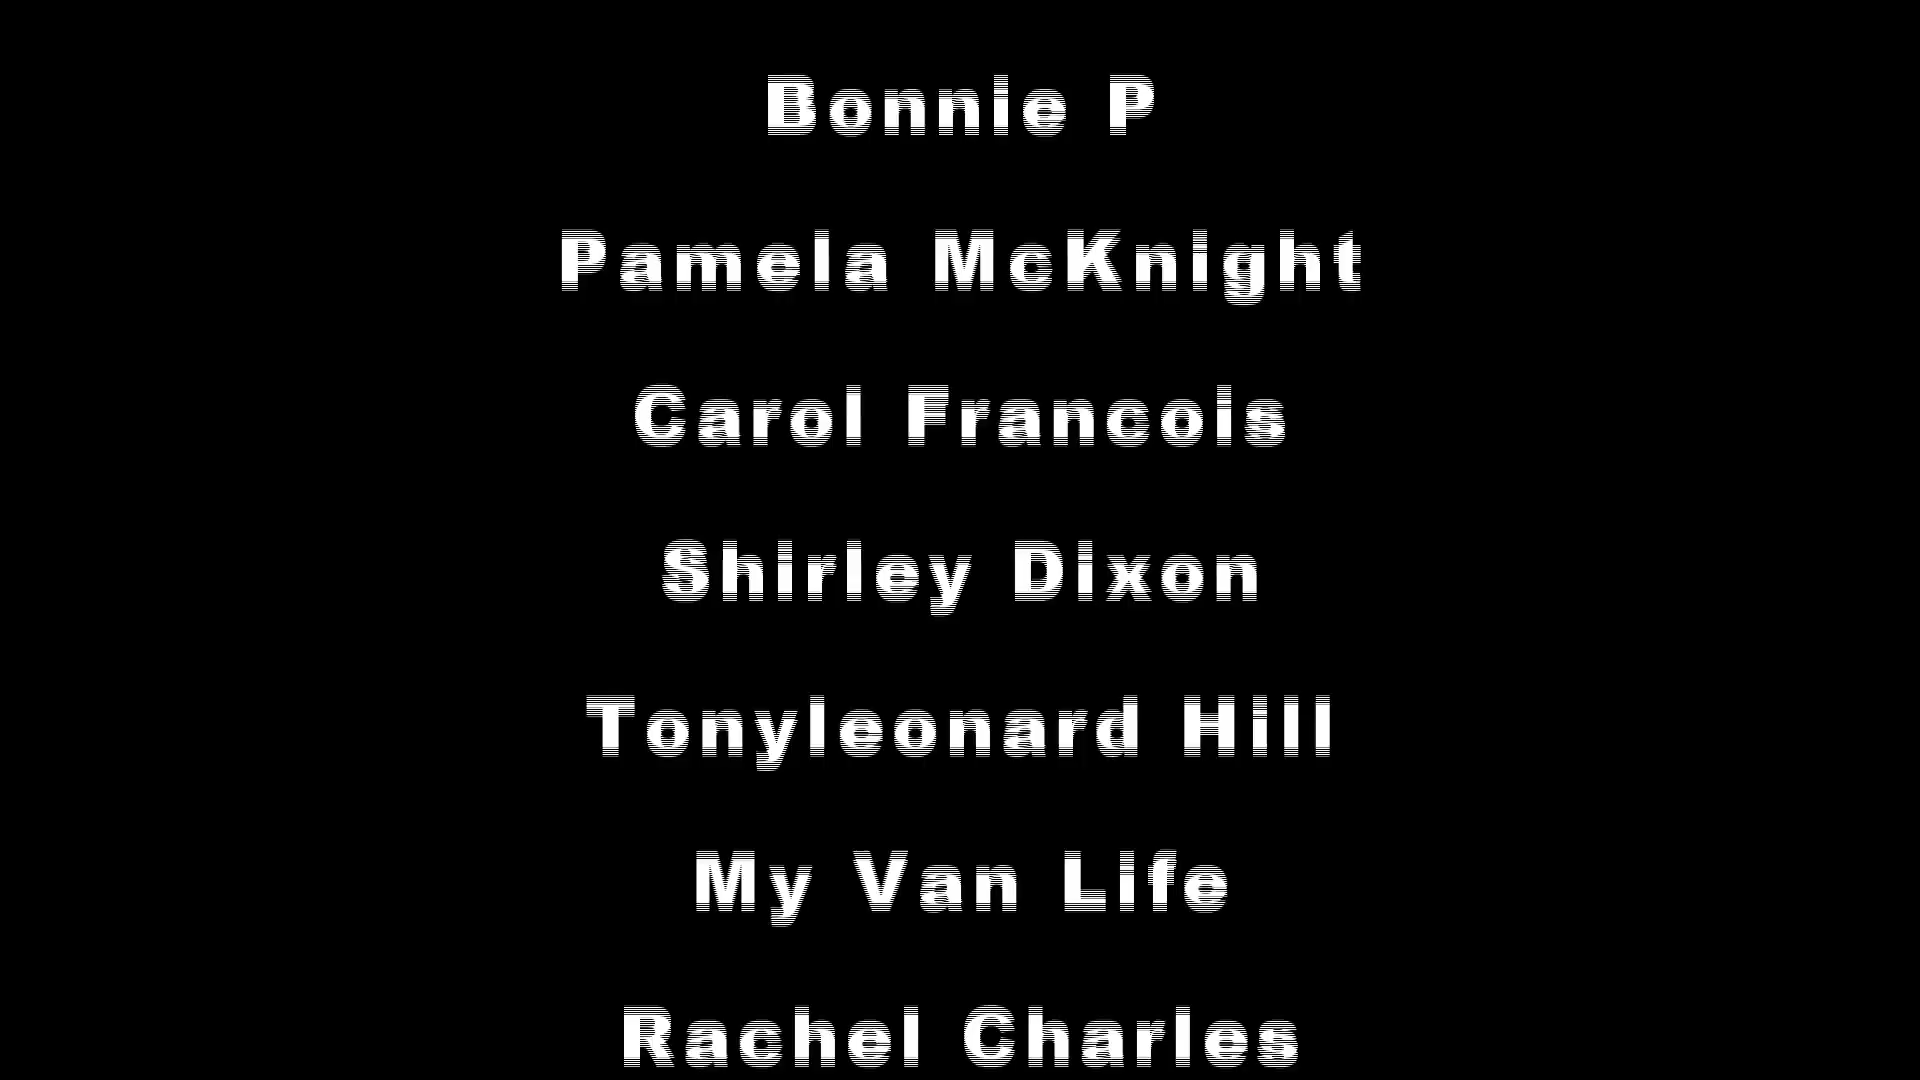 Bonnie P
Pamela McKnight
Carol Francois
Shirley Dixon
Tonyleonard Hill
My Van Life
Rachel Charles